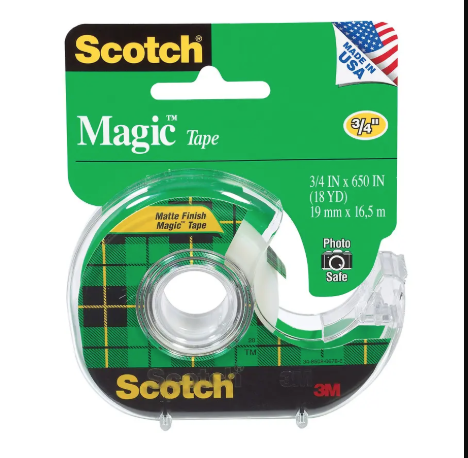 Scotch®
MADE IN
USA
Magic™ Tape
3/4"
3/4 IN x 650 IN
(18 YD)
19 mm x 16,5 m
Matte Finish
Magic™ Tape
Photo
Safe
TM
Scotch®
3M